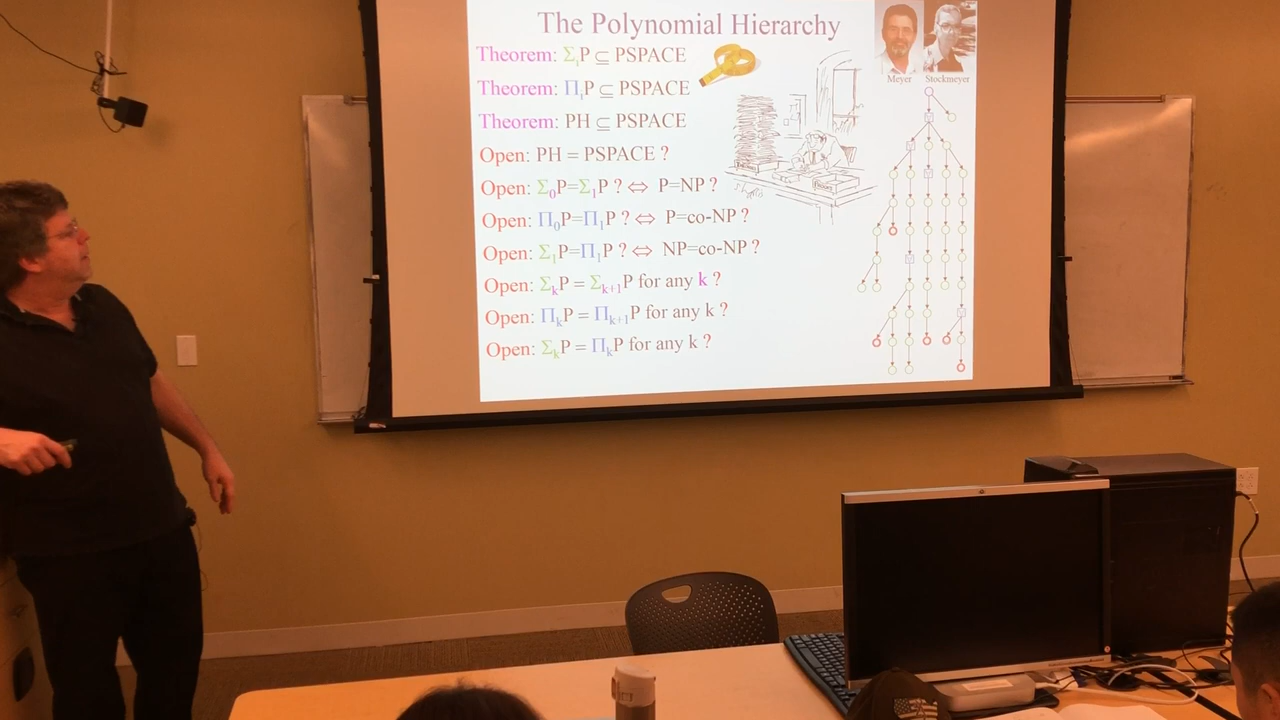 The Polynomial Hierarchy
Theorem: ΣᵢP ⊆ PSPACE
Theorem: ΠᵢP ⊆ PSPACE
Theorem: PH ⊆ PSPACE
Open: PH = PSPACE ?
Open: Σ₀P=Σ₁P ? ⇔ P=NP ?
Open: Π₀P=Π₁P ? ⇔ P=co-NP ?
Open: Σ₁P=Π₁P ? ⇔ NP=co-NP ?
Open: ΣₖP = Σₖ₊₁P for any k ?
Open: ΠₖP = Πₖ₊₁P for any k ?
Open: ΣₖP = ΠₖP for any k ?
Meyer Stockmeyer